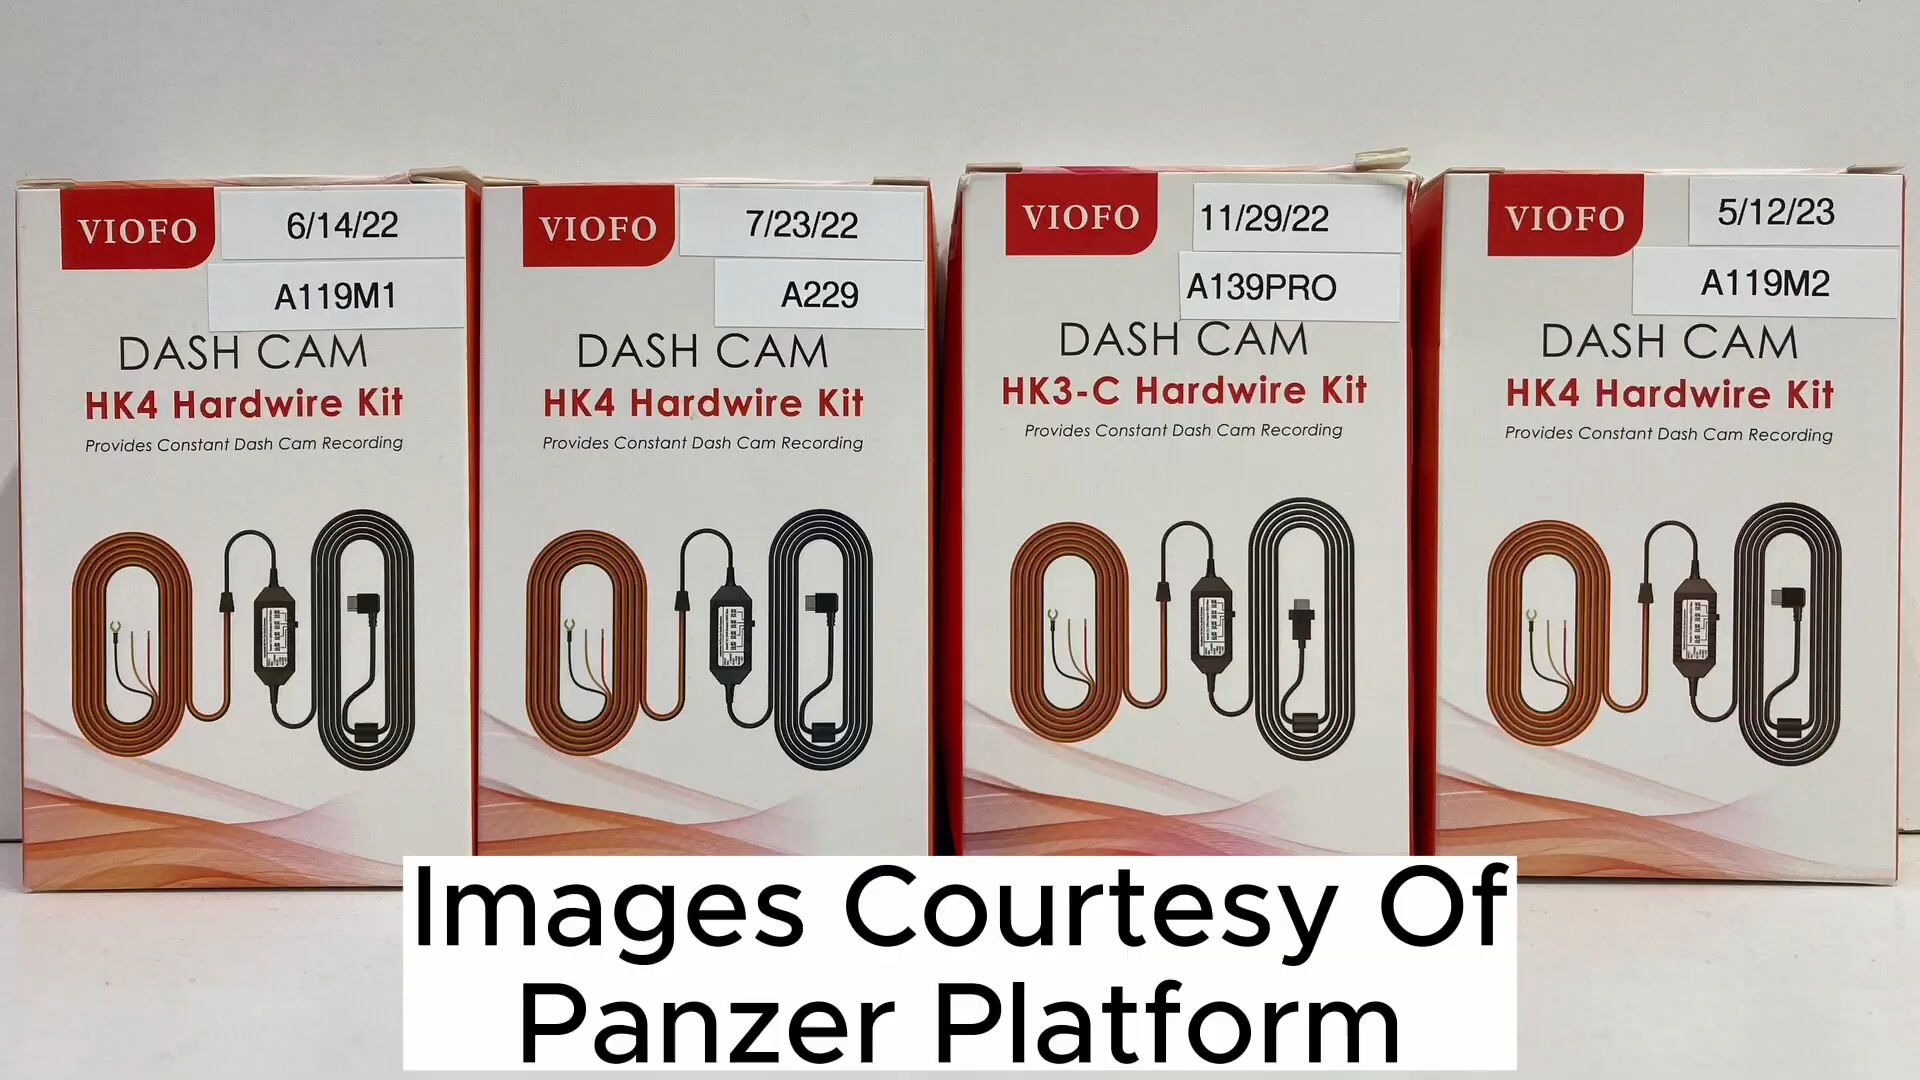 VIOFO
6/14/22
A119M1
DASH CAM
HK4 Hardwire Kit
Provides Constant Dash Cam Recording
VIOFO
7/23/22
A229
DASH CAM
HK4 Hardwire Kit
Provides Constant Dash Cam Recording
VIOFO
11/29/22
A139PRO
DASH CAM
HK3-C Hardwire Kit
Provides Constant Dash Cam Recording
VIOFO
5/12/23
A119M2
DASH CAM
HK4 Hardwire Kit
Provides Constant Dash Cam Recording
Images Courtesy Of
Panzer Platform